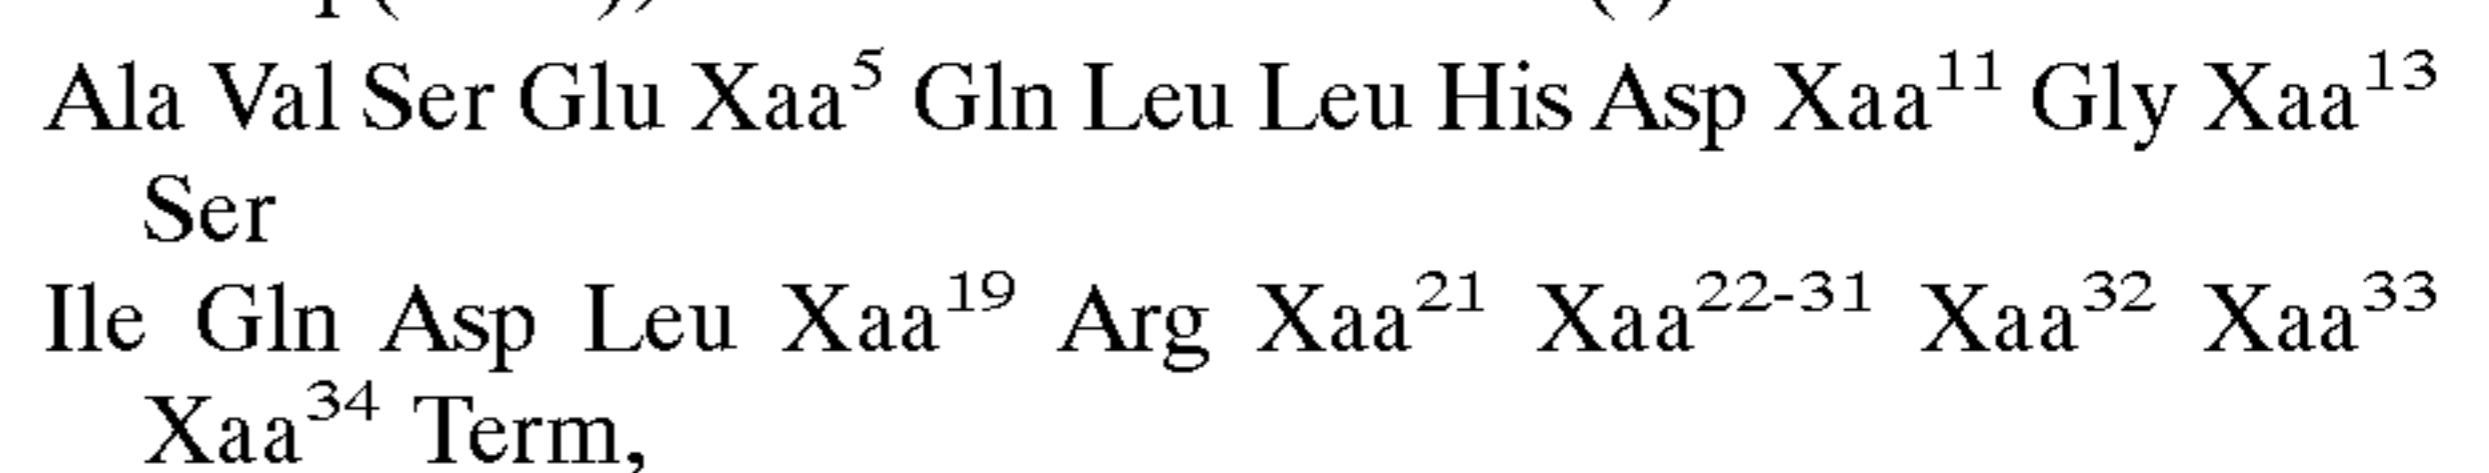 Ala Val Ser Glu Xaa⁵ Gln Leu Leu His Asp Xaa¹¹ Gly Xaa¹³
Ser
Ile Gln Asp Leu Xaa¹⁹ Arg Xaa²¹ Xaa²²⁻³¹ Xaa³² Xaa³³
Xaa³⁴ Term,